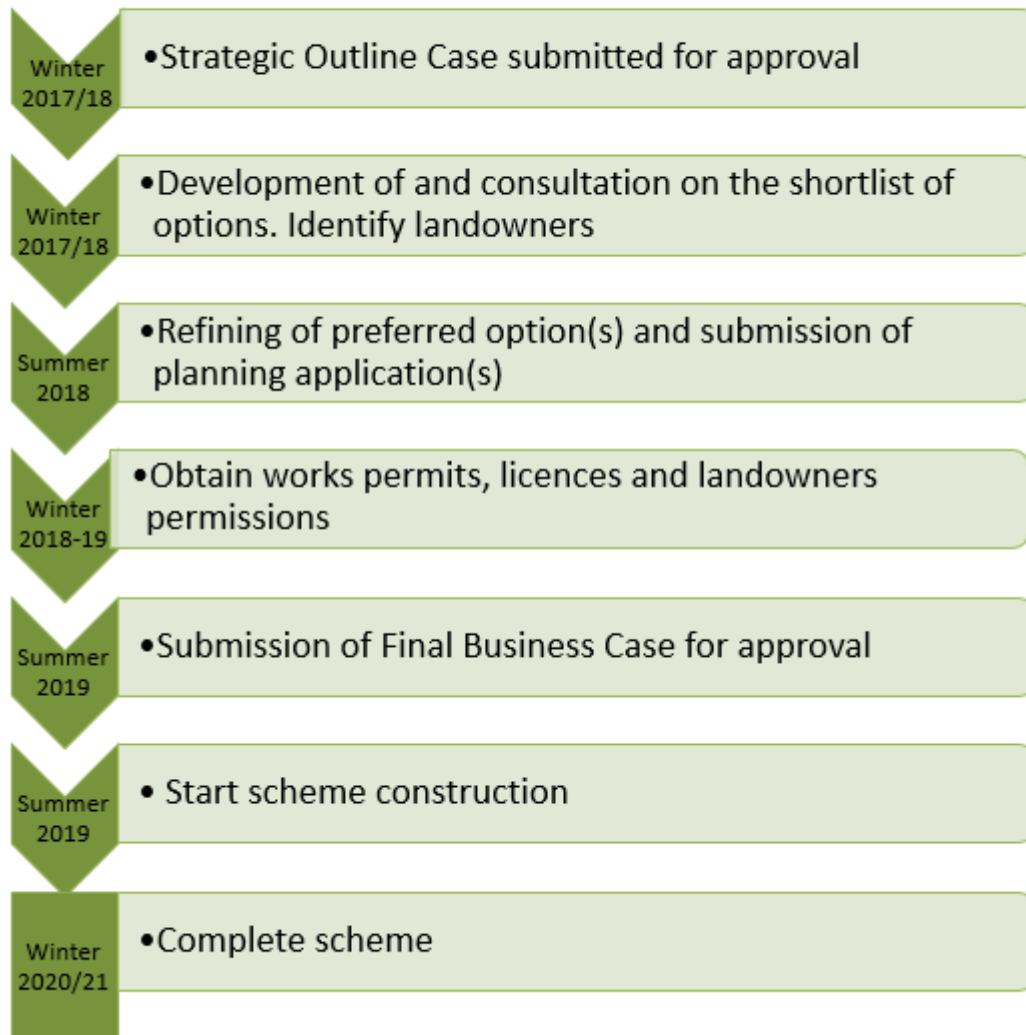 Winter
2017/18
•Strategic Outline Case submitted for approval
Winter
2017/18
•Development of and consultation on the shortlist of
options. Identify landowners
Summer
2018
•Refining of preferred option(s) and submission of
planning application(s)
Winter
2018-19
•Obtain works permits, licences and landowners
permissions
Summer
2019
•Submission of Final Business Case for approval
Summer
2019
• Start scheme construction
Winter
2020/21
•Complete scheme